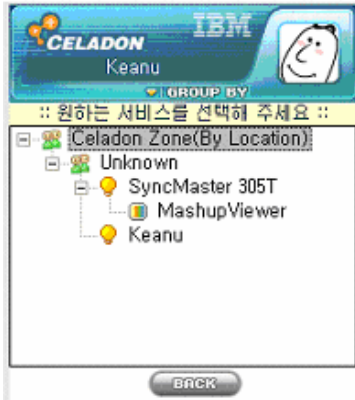 CELADON
IBM
Keanu
GROUP BY
:: 원하는 서비스를 선택해 주세요 ::
Celadon Zone(By Location)
Unknown
SyncMaster 305T
MashupViewer
Keanu
BACK